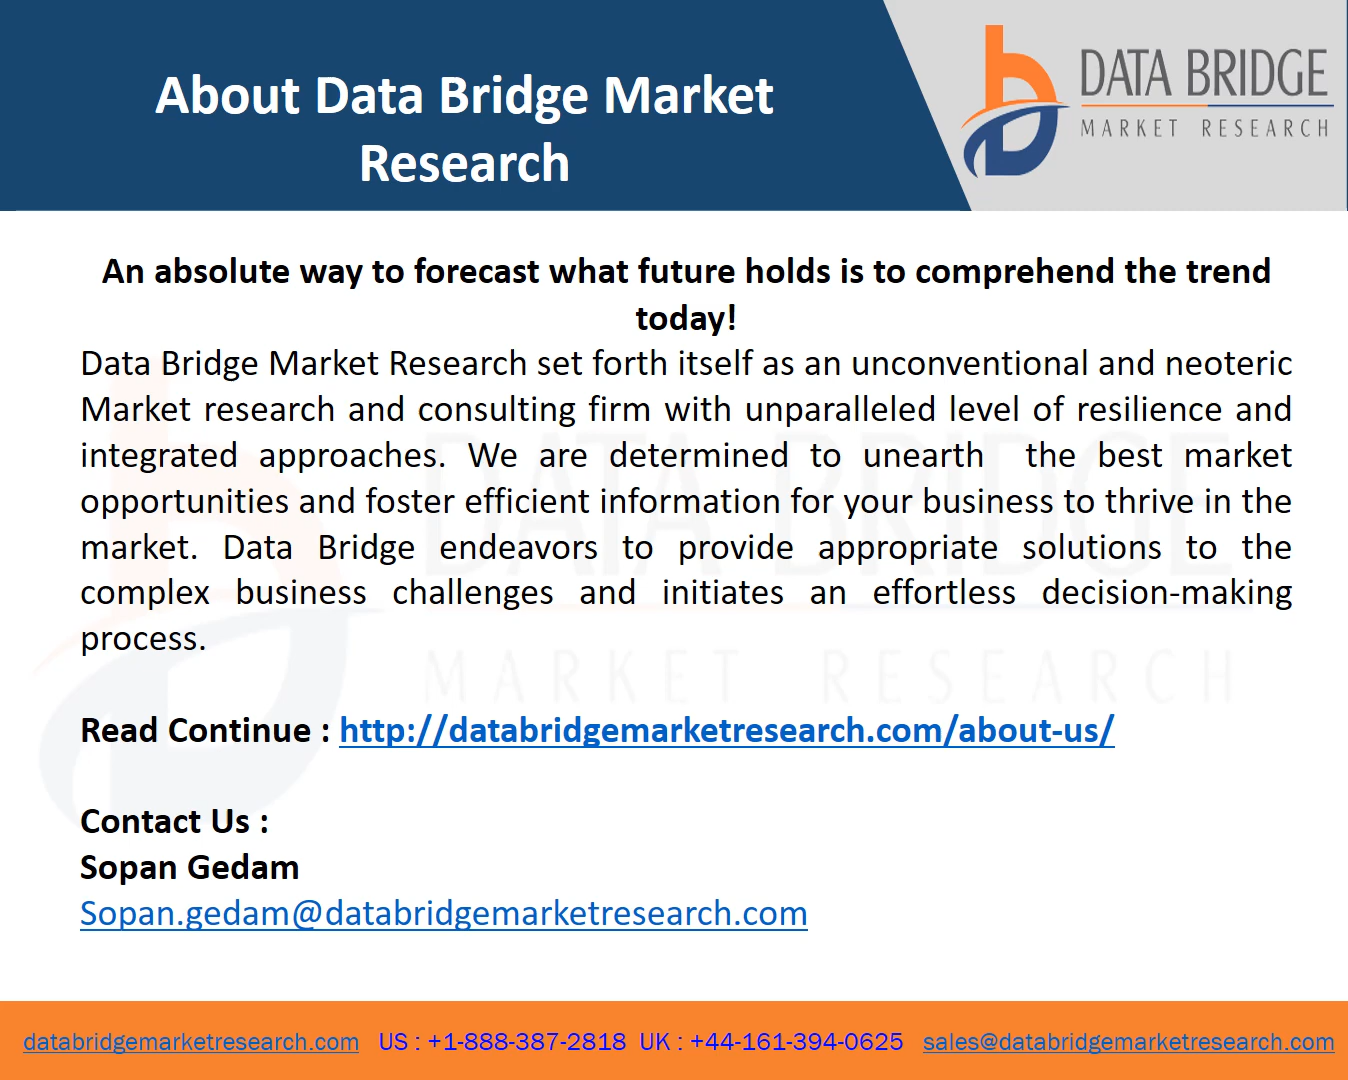 About Data Bridge Market
Research
DATA BRIDGE
MARKET RESEARCH
An absolute way to forecast what future holds is to comprehend the trend
today!
Data Bridge Market Research set forth itself as an unconventional and neoteric
Market research and consulting firm with unparalleled level of resilience and
integrated approaches. We are determined to unearth the best market
opportunities and foster efficient information for your business to thrive in the
market. Data Bridge endeavors to provide appropriate solutions to the
complex business challenges and initiates an effortless decision-making
process.
DATA BRIDGE
MARKET RESEARCH
Read Continue : http://databridgemarketresearch.com/about-us/
Contact Us :
Sopan Gedam
Sopan.gedam@databridgemarketresearch.com
databridgemarketresearch.com US : +1-888-387-2818 UK : +44-161-394-0625 sales@databridgemarketresearch.com